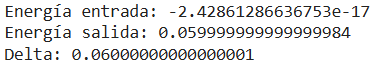 Energía entrada: -2.42861286636753e-17
Energía salida: 0.059999999999999984
Delta: 0.06000000000000001